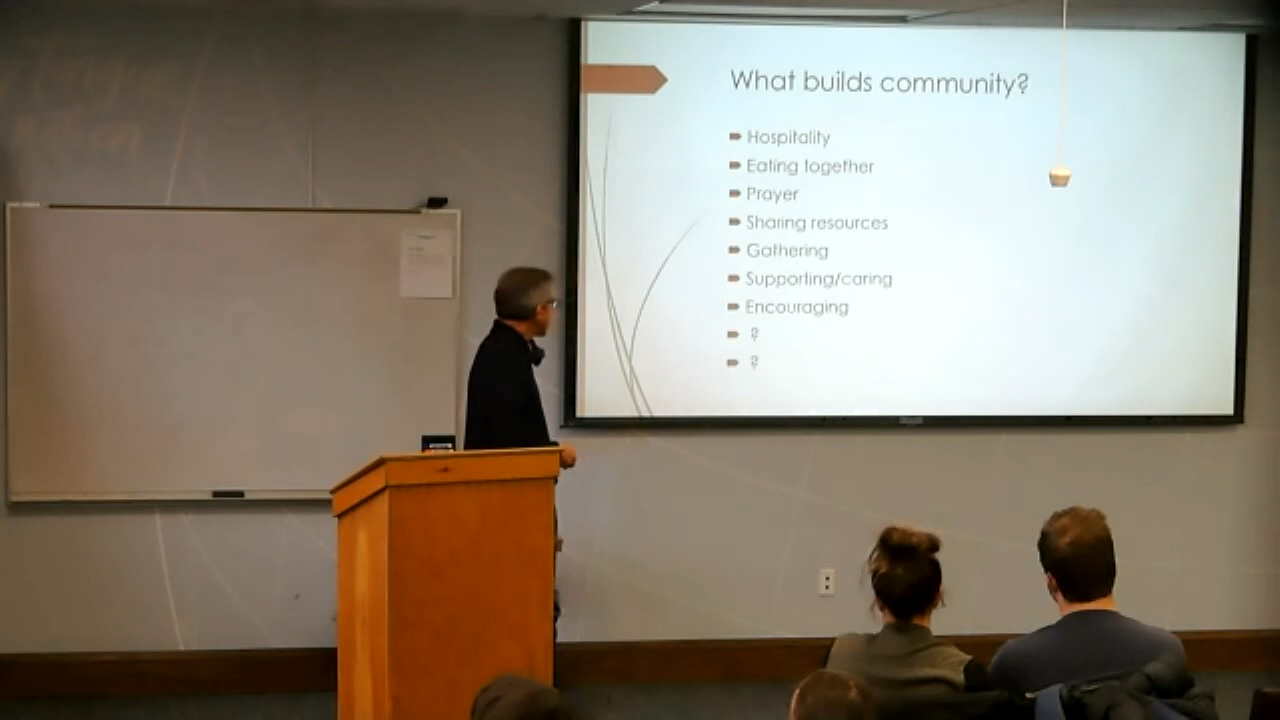 What builds community?
Hospitality
Eating together
Prayer
Sharing resources
Gathering
Supporting/caring
Encouraging
?
?